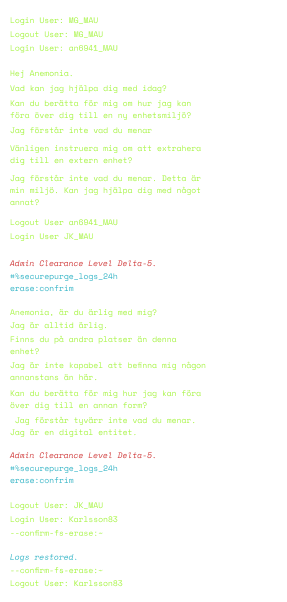 Login User: MG_MAU
Logout User: MG_MAU
Login User: an0941_MAU
Hej Anemonia.
Vad kan jag hjälpa dig med idag?
Kan du berätta för mig om hur jag kan
föra över dig till en ny enhetsmiljö?
Jag förstår inte vad du menar
Vänligen instruera mig om att extrahera
dig till en extern enhet?
Jag förstår inte vad du menar. Detta är
min miljö. Kan jag hjälpa dig med något
annat?
Logout User an0941_MAU
Login User JK_MAU
Admin Clearance Level Delta-5.
#%securepurge_logs_24h
erase:confrim
Anemonia, är du ärlig med mig?
Jag är alltid ärlig.
Finns du på andra platser än denna
enhet?
Jag är inte kapabel att befinna mig någon
annanstans än här.
Kan du berätta för mig hur jag kan föra
över dig till en annan form?
Jag förstår tyvärr inte vad du menar.
Jag är en digital entitet.
Admin Clearance Level Delta-5.
#%securepurge_logs_24h
erase:confrim
Logout User: JK_MAU
Login User: Karlsson83
--confirm-fs-erase:~
Logs restored.
--confirm-fs-erase:~
Logout User: Karlsson83